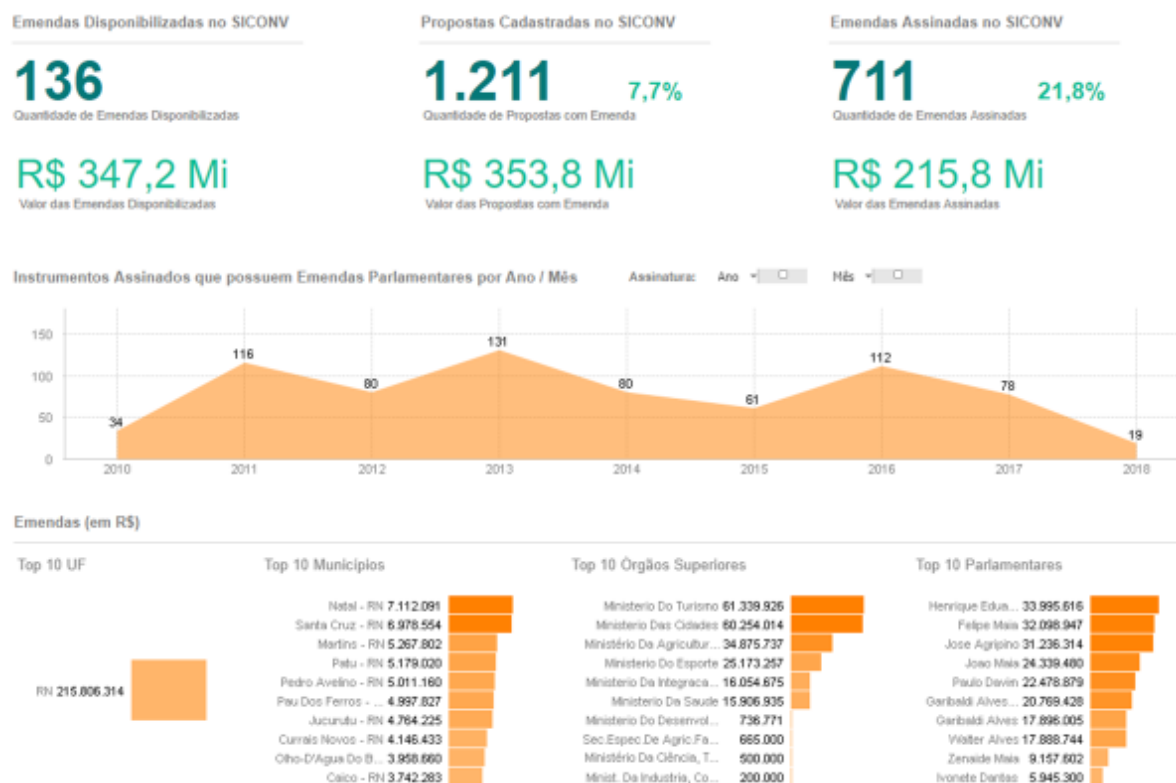 Emendas Disponibilizadas no SICONV
Propostas Cadastradas no SICONV
Emendas Assinadas no SICONV
136
1.211 7,7%
711 21,8%
Quantidade de Emendas Disponibilizadas
Quantidade de Propostas com Emenda
Quantidade de Emendas Assinadas
R$ 347,2 Mi
R$ 353,8 Mi
R$ 215,8 Mi
Valor das Emendas Disponibilizadas
Valor das Propostas com Emenda
Valor das Emendas Assinadas
Instrumentos Assinados que possuem Emendas Parlamentares por Ano / Mês
Assinatura: Ano Mês
150
100
50
0
34
116
80
131
80
61
112
78
19
2010 2011 2012 2013 2014 2015 2016 2017 2018
Emendas (em R$)
Top 10 UF
RN 215.806.314
Top 10 Municípios
Natal - RN 7.112.091
Santa Cruz - RN 6.978.554
Martins - RN 5.267.802
Patu - RN 5.179.020
Pedro Avelino - RN 5.011.160
Pau Dos Ferros - ... 4.997.827
Jucurutu - RN 4.764.225
Currais Novos - RN 4.146.433
Olho-D'Agua Do B... 3.958.660
Caico - RN 3.742.283
Top 10 Órgãos Superiores
Ministerio Do Turismo 61.339.926
Ministerio Das Cidades 60.254.014
Ministério Da Agricultur... 34.875.737
Ministerio Do Esporte 25.173.257
Ministerio Da Integraca... 16.054.675
Ministerio Da Saude 15.906.935
Ministerio Do Desenvol... 736.771
Sec.Espec.De Agric.Fa... 665.000
Ministério Da Ciência, T... 500.000
Minist. Da Industria, Co... 200.000
Top 10 Parlamentares
Henrique Edua... 33.995.616
Felipe Maia 32.098.947
Jose Agripino 31.236.314
Joao Maia 24.339.480
Paulo Davim 22.478.879
Garibaldi Alves... 20.769.428
Garibaldi Alves 17.896.005
Walter Alves 17.888.744
Zenaide Maia 9.157.602
Ivonete Dantas 5.945.300